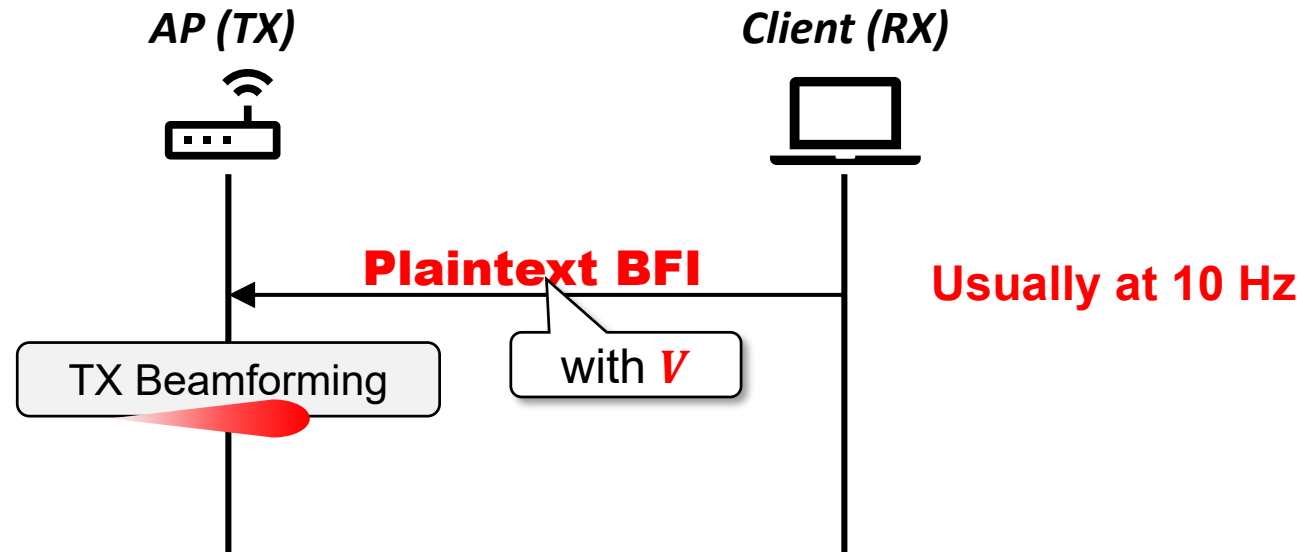 AP (TX)
Client (RX)
Plaintext BFI
Usually at 10 Hz
with V
TX Beamforming